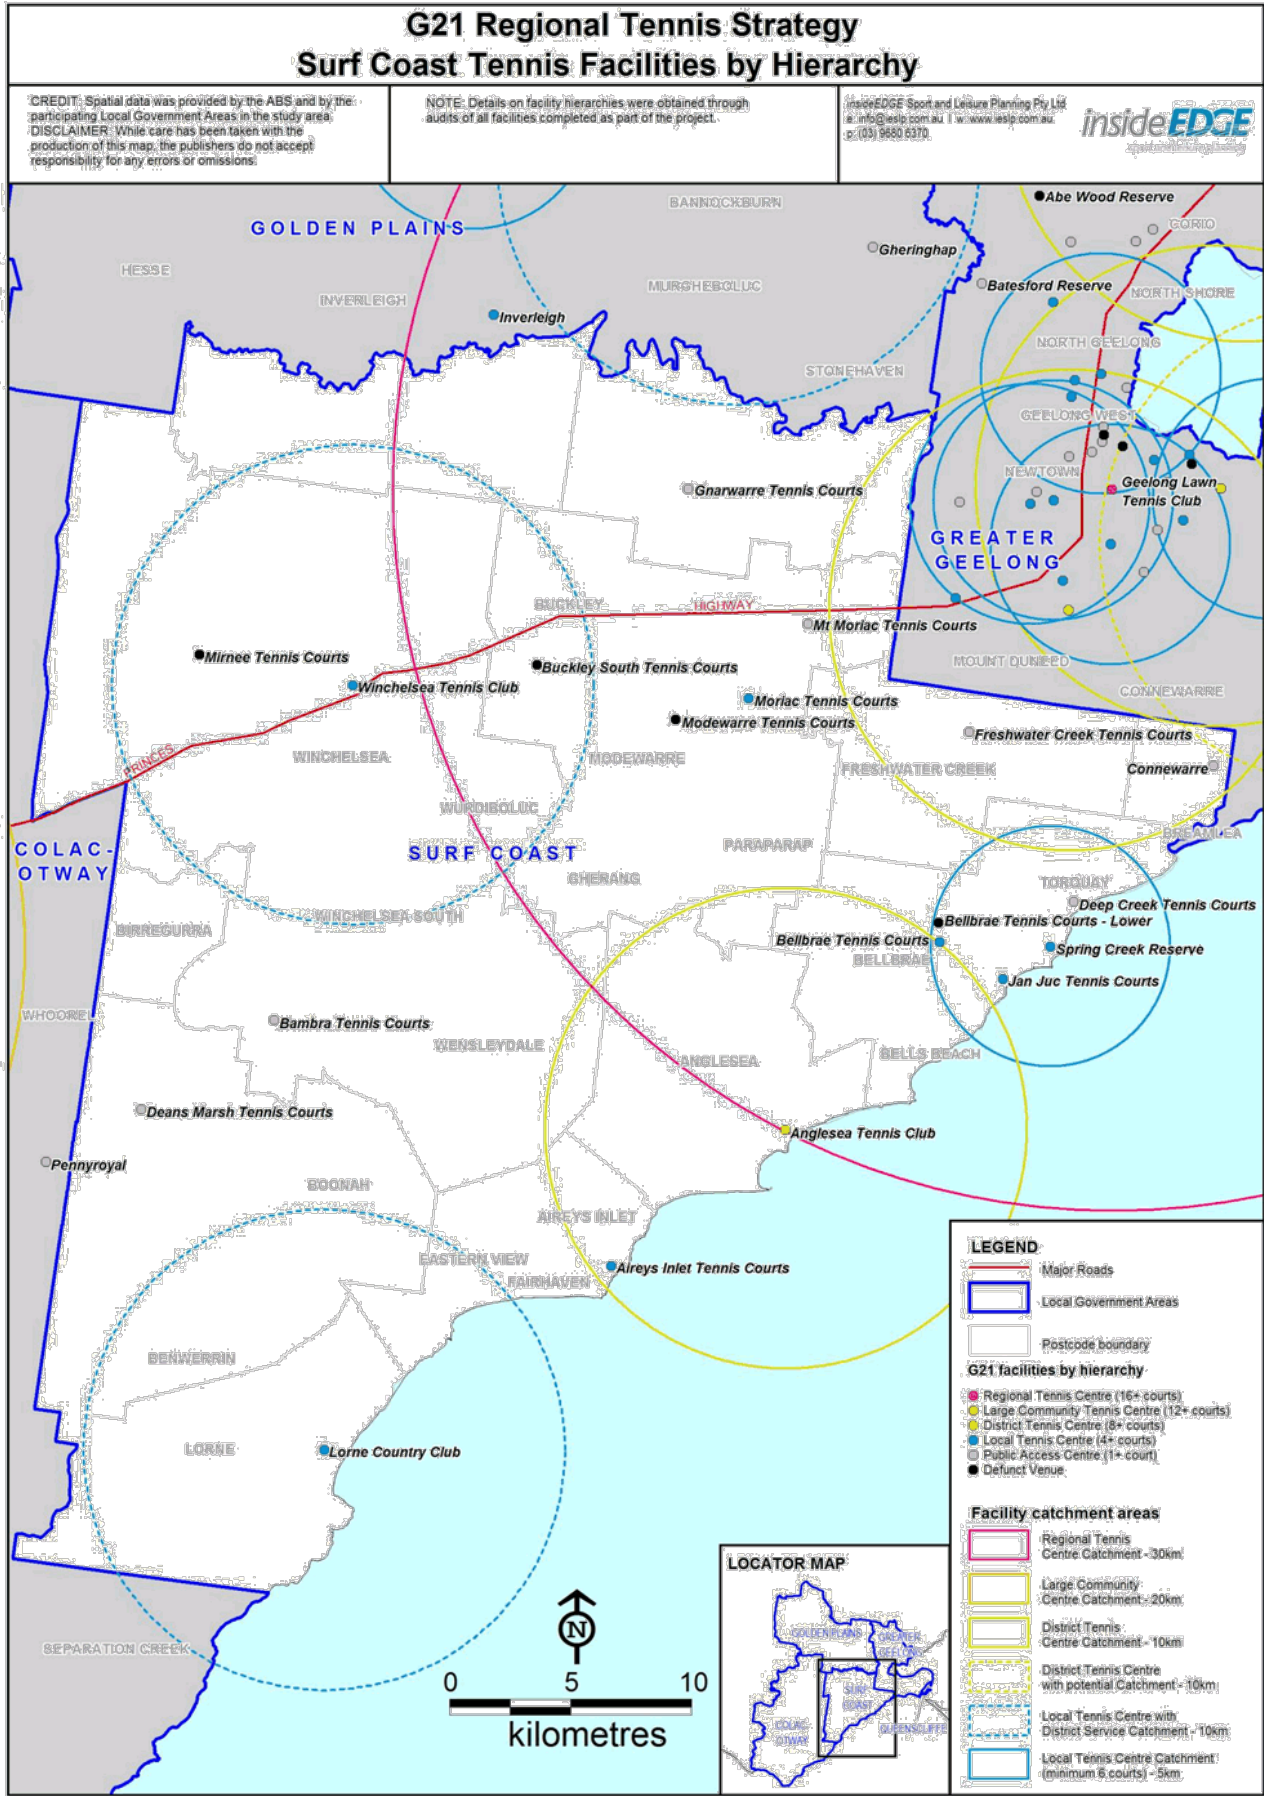 G21 Regional Tennis Strategy
Surf Coast Tennis Facilities by Hierarchy
CREDIT: Spatial data was provided by the ABS and by the
participating Local Government Areas in the study area
DISCLAIMER: While care has been taken with the
production of this map, the publishers do not accept
responsibility for any errors or omissions.
NOTE: Details on facility hierarchies were obtained through
audits of all facilities completed as part of the project.
insideEDGE Sport and Leisure Planning Pty Ltd
e: info@ieslp.com.au | w: www.ieslp.com.au
p: (03) 9680 6370
insideEDGE
Abe Wood Reserve
BANNOCKBURN
CORIO
GOLDEN PLAINS
Gheringhap
HESSE
Batesford Reserve
MURGHEBOLUC
NORTH SHORE
INVERLEIGH
Inverleigh
NORTH GEELONG
STONEHAVEN
GEELONG WEST
NEWTOWN
Geelong Lawn
Tennis Club
Gnarwarre Tennis Courts
GREATER
GEELONG
BUCKLEY
HIGHWAY
Mt Moriac Tennis Courts
Mirnee Tennis Courts
Buckley South Tennis Courts
MOUNT DUNEED
Winchelsea Tennis Club
CONNEWARRE
Moriac Tennis Courts
Modewarre Tennis Courts
Freshwater Creek Tennis Courts
PRINCES
WINCHELSEA
MODEWARRE
FRESHWATER CREEK
Connewarre
WURDIBOLUC
BREAMLEA
COLAC-
OTWAY
SURF COAST
PARAPARAP
GHERANG
TORQUAY
Deep Creek Tennis Courts
WINCHELSEA SOUTH
Bellbrae Tennis Courts - Lower
BIRREGURRA
Bellbrae Tennis Courts
Spring Creek Reserve
BELLBRAE
Jan Juc Tennis Courts
WHOOREL
Bambra Tennis Courts
WENSLEYDALE
BELLS BEACH
ANGLESEA
Deans Marsh Tennis Courts
Anglesea Tennis Club
Pennyroyal
BOONAH
AIREYS INLET
EASTERN VIEW
Aireys Inlet Tennis Courts
FAIRHAVEN
BENWERRIN
LORNE
Lorne Country Club
SEPARATION CREEK
N
0 5 10
kilometres
LOCATOR MAP
GOLDEN PLAINS
GREATER
GEELONG
SURF
COAST
COLAC
OTWAY
QUEENSCLIFFE
LEGEND
Major Roads
Local Government Areas
Postcode boundary
G21 facilities by hierarchy
Regional Tennis Centre (16+ courts)
Large Community Tennis Centre (12+ courts)
District Tennis Centre (8+ courts)
Local Tennis Centre (4+ courts)
Public Access Centre (1+ court)
Defunct Venue
Facility catchment areas
Regional Tennis
Centre Catchment - 30km
Large Community
Centre Catchment - 20km
District Tennis
Centre Catchment - 10km
District Tennis Centre
with potential Catchment - 10km
Local Tennis Centre with
District Service Catchment - 10km
Local Tennis Centre Catchment
(minimum 6 courts) - 5km